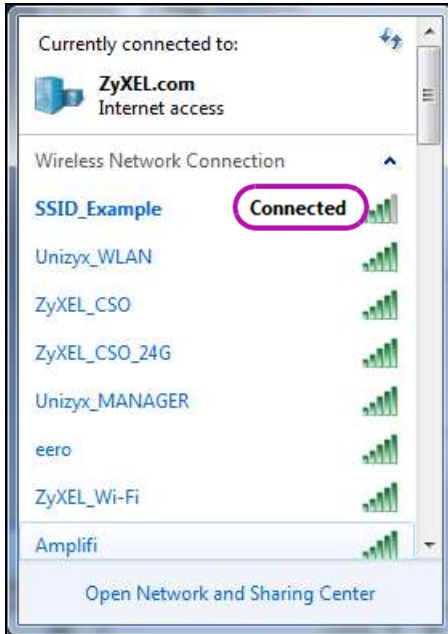 Currently connected to:
ZyXEL.com
Internet access
Wireless Network Connection
SSID_Example Connected
Unizyx_WLAN
ZyXEL_CSO
ZyXEL_CSO_24G
Unizyx_MANAGER
eero
ZyXEL_Wi-Fi
Amplifi
Open Network and Sharing Center